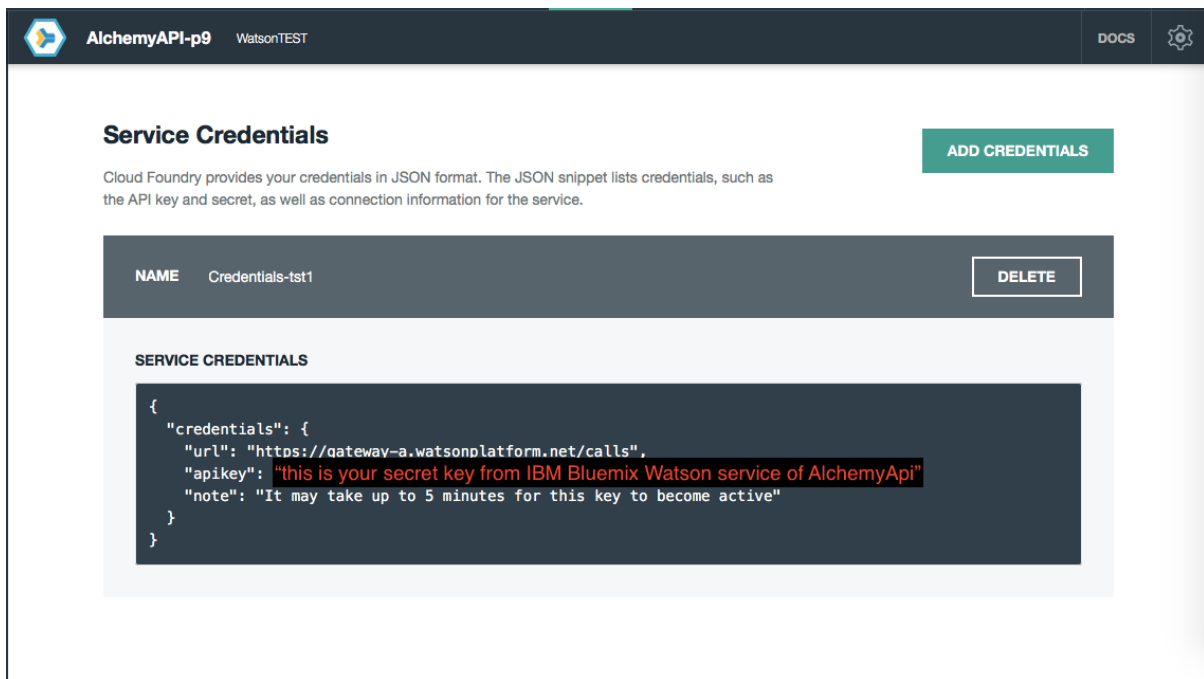 AlchemyAPI-p9 WatsonTEST DOCS
Service Credentials
ADD CREDENTIALS
Cloud Foundry provides your credentials in JSON format. The JSON snippet lists credentials, such as
the API key and secret, as well as connection information for the service.
NAME Credentials-tst1 DELETE
SERVICE CREDENTIALS
{
"credentials": {
"url": "https://gateway-a.watsonplatform.net/calls",
"apikey": “this is your secret key from IBM Bluemix Watson service of AlchemyApi”
"note": "It may take up to 5 minutes for this key to become active"
}
}